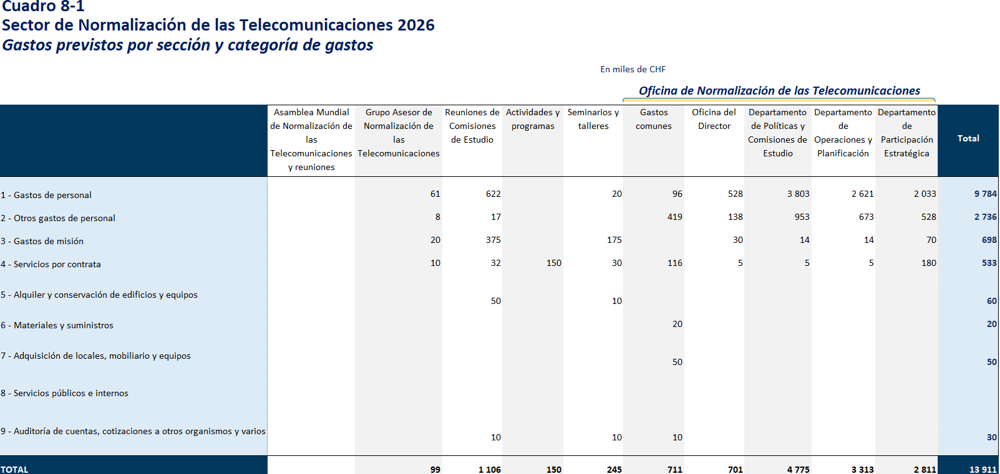 Cuadro 8-1
Sector de Normalización de las Telecomunicaciones 2026
Gastos previstos por sección y categoría de gastos
En miles de CHF
Oficina de Normalización de las Telecomunicaciones
Asamblea Mundial de Normalización de las Telecomunicaciones y reuniones
Grupo Asesor de Normalización de las Telecomunicaciones
Reuniones de Comisiones de Estudio
Actividades y programas
Seminarios y talleres
Gastos comunes
Oficina del Director
Departamento de Políticas y Comisiones de Estudio
Departamento de Operaciones y Planificación
Departamento de Participación Estratégica
Total
1 - Gastos de personal 61 622 20 96 528 3 803 2 621 2 033 9 784
2 - Otros gastos de personal 8 17 419 138 953 673 528 2 736
3 - Gastos de misión 20 375 175 30 14 14 70 698
4 - Servicios por contrata 10 32 150 30 116 5 5 5 180 533
5 - Alquiler y conservación de edificios y equipos 50 10 60
6 - Materiales y suministros 20 20
7 - Adquisición de locales, mobiliario y equipos 50 50
8 - Servicios públicos e internos
9 - Auditoría de cuentas, cotizaciones a otros organismos y varios 10 10 10 30
TOTAL 99 1 106 150 245 711 701 4 775 3 313 2 811 13 911